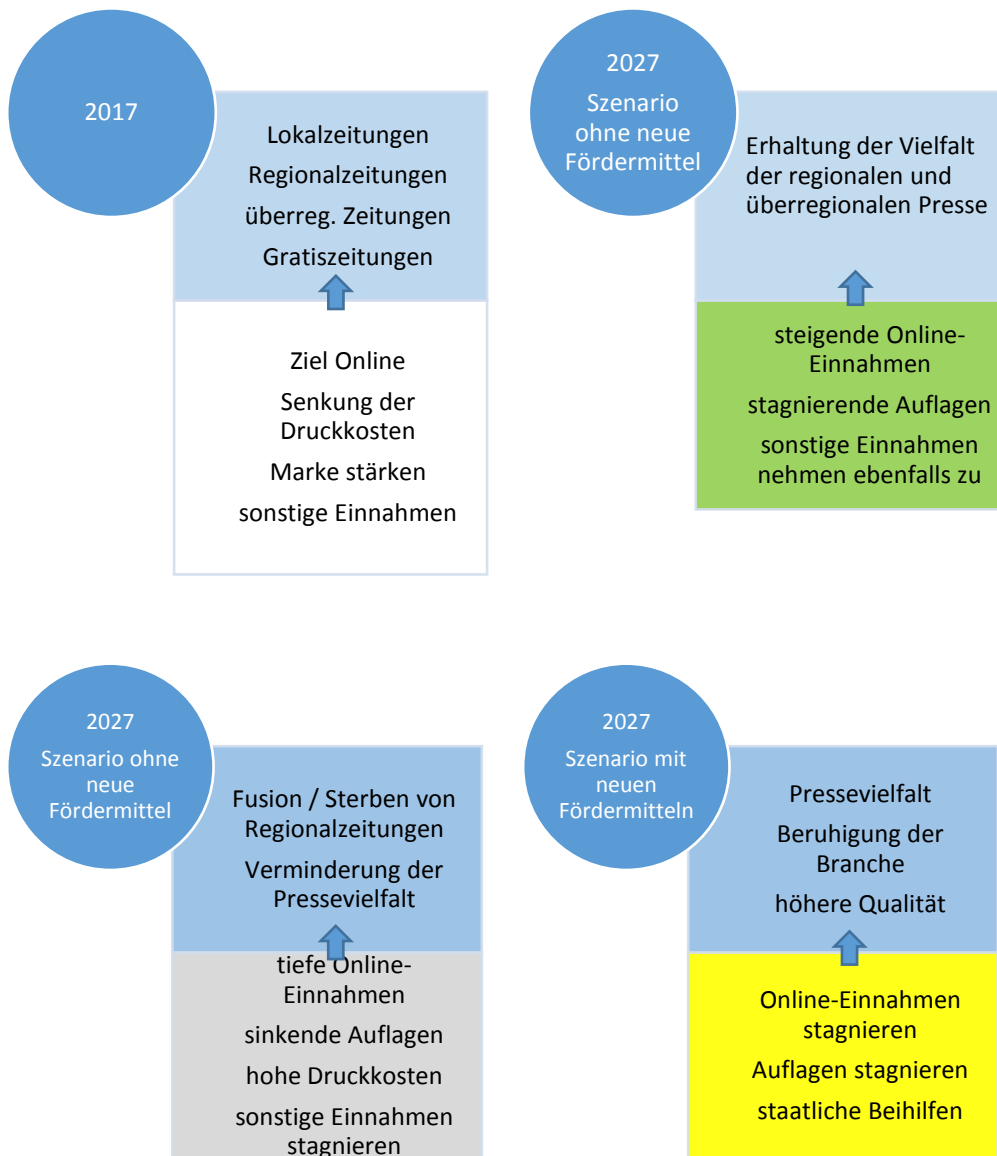 2017
Lokalzeitungen
Regionalzeitungen
überreg. Zeitungen
Gratiszeitungen
Ziel Online
Senkung der
Druckkosten
Marke stärken
sonstige Einnahmen
2027
Szenario
ohne neue
Fördermittel
Erhaltung der Vielfalt
der regionalen und
überregionalen Presse
steigende Online-
Einnahmen
stagnierende Auflagen
sonstige Einnahmen
nehmen ebenfalls zu
2027
Szenario ohne
neue
Fördermittel
Fusion / Sterben von
Regionalzeitungen
Verminderung der
Pressevielfalt
tiefe Online-
Einnahmen
sinkende Auflagen
hohe Druckkosten
sonstige Einnahmen
stagnieren
2027
Szenario mit
neuen
Fördermitteln
Pressevielfalt
Beruhigung der
Branche
höhere Qualität
Online-Einnahmen
stagnieren
Auflagen stagnieren
staatliche Beihilfen